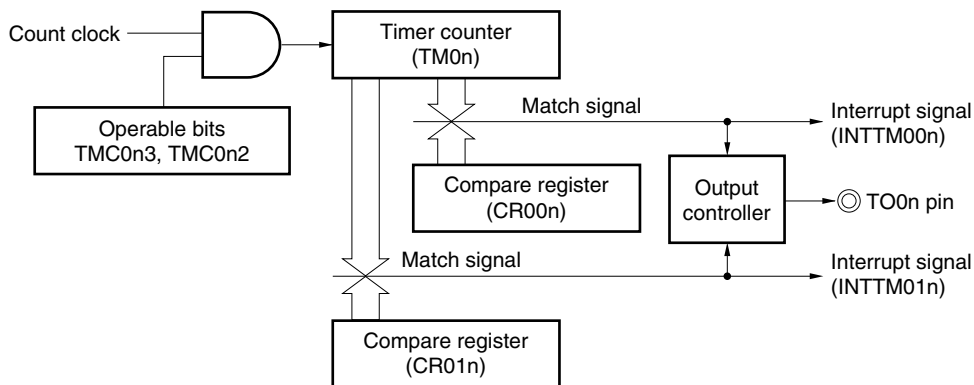 Count clock
Timer counter
(TM0n)
Operable bits
TMC0n3, TMC0n2
Match signal
Interrupt signal
(INTTM00n)
Compare register
(CR00n)
Output
controller
TO0n pin
Match signal
Interrupt signal
(INTTM01n)
Compare register
(CR01n)